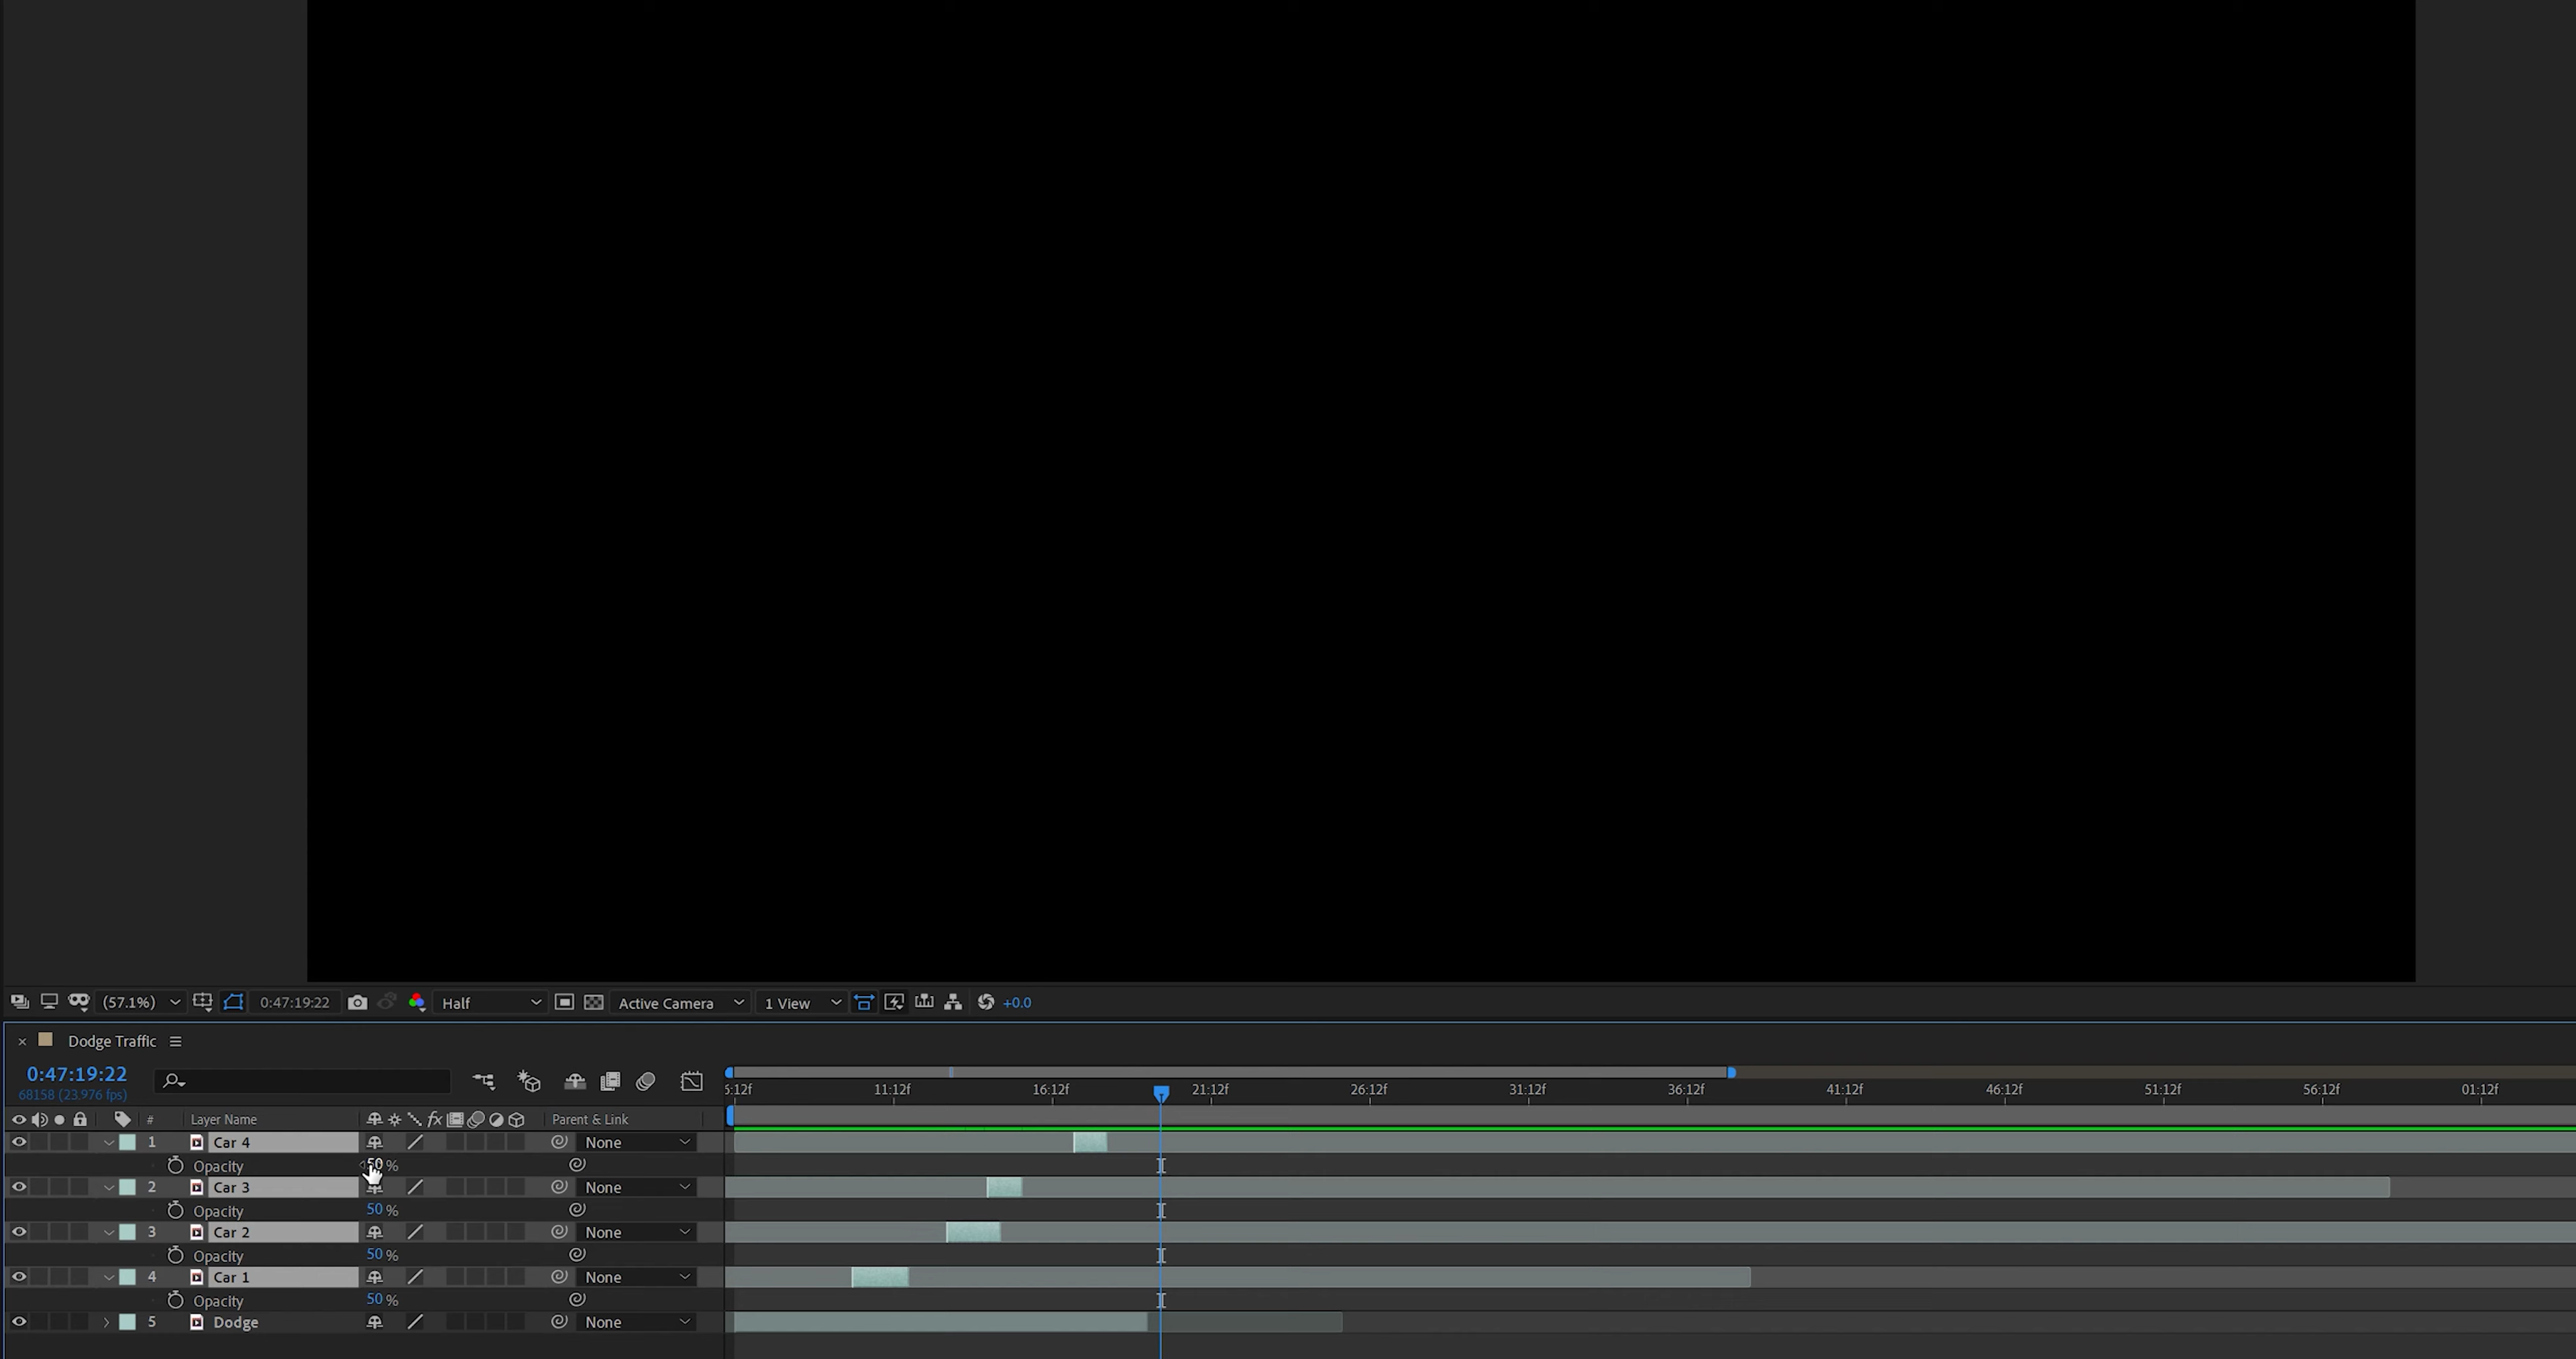 (57.1%) 0:47:19:22 Half Active Camera 1 View +0.0
× Dodge Traffic
0:47:19:22
68158 (23.976 fps)
5:12f 11:12f 16:12f 21:12f 26:12f 31:12f 36:12f 41:12f 46:12f 51:12f 56:12f 01:12f
# Layer Name fx Parent & Link
1 Car 4 None
Opacity 50 %
2 Car 3 None
Opacity 50 %
3 Car 2 None
Opacity 50 %
4 Car 1 None
Opacity 50 %
5 Dodge None